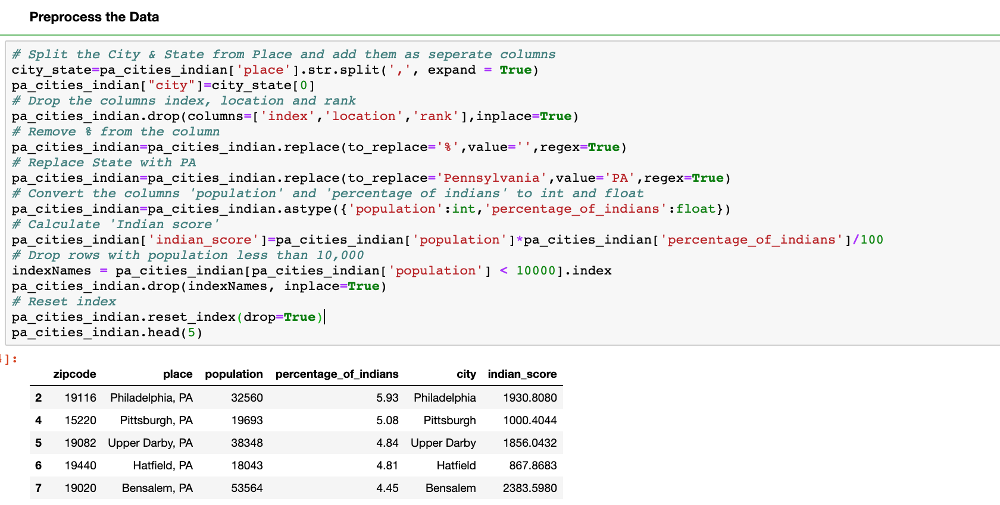 Preprocess the Data
# Split the City & State from Place and add them as seperate columns
city_state=pa_cities_indian['place'].str.split(',', expand = True)
pa_cities_indian["city"]=city_state[0]
# Drop the columns index, location and rank
pa_cities_indian.drop(columns=['index','location','rank'],inplace=True)
# Remove % from the column
pa_cities_indian=pa_cities_indian.replace(to_replace='%',value='',regex=True)
# Replace State with PA
pa_cities_indian=pa_cities_indian.replace(to_replace='Pennsylvania',value='PA',regex=True)
# Convert the columns 'population' and 'percentage of indians' to int and float
pa_cities_indian=pa_cities_indian.astype({'population':int,'percentage_of_indians':float})
# Calculate 'Indian score'
pa_cities_indian['indian_score']=pa_cities_indian['population']*pa_cities_indian['percentage_of_indians']/100
# Drop rows with population less than 10,000
indexNames = pa_cities_indian[pa_cities_indian['population'] < 10000].index
pa_cities_indian.drop(indexNames, inplace=True)
# Reset index
pa_cities_indian.reset_index(drop=True)
pa_cities_indian.head(5)
]:
zipcode place population percentage_of_indians city indian_score
2 19116 Philadelphia, PA 32560 5.93 Philadelphia 1930.8080
4 15220 Pittsburgh, PA 19693 5.08 Pittsburgh 1000.4044
5 19082 Upper Darby, PA 38348 4.84 Upper Darby 1856.0432
6 19440 Hatfield, PA 18043 4.81 Hatfield 867.8683
7 19020 Bensalem, PA 53564 4.45 Bensalem 2383.5980